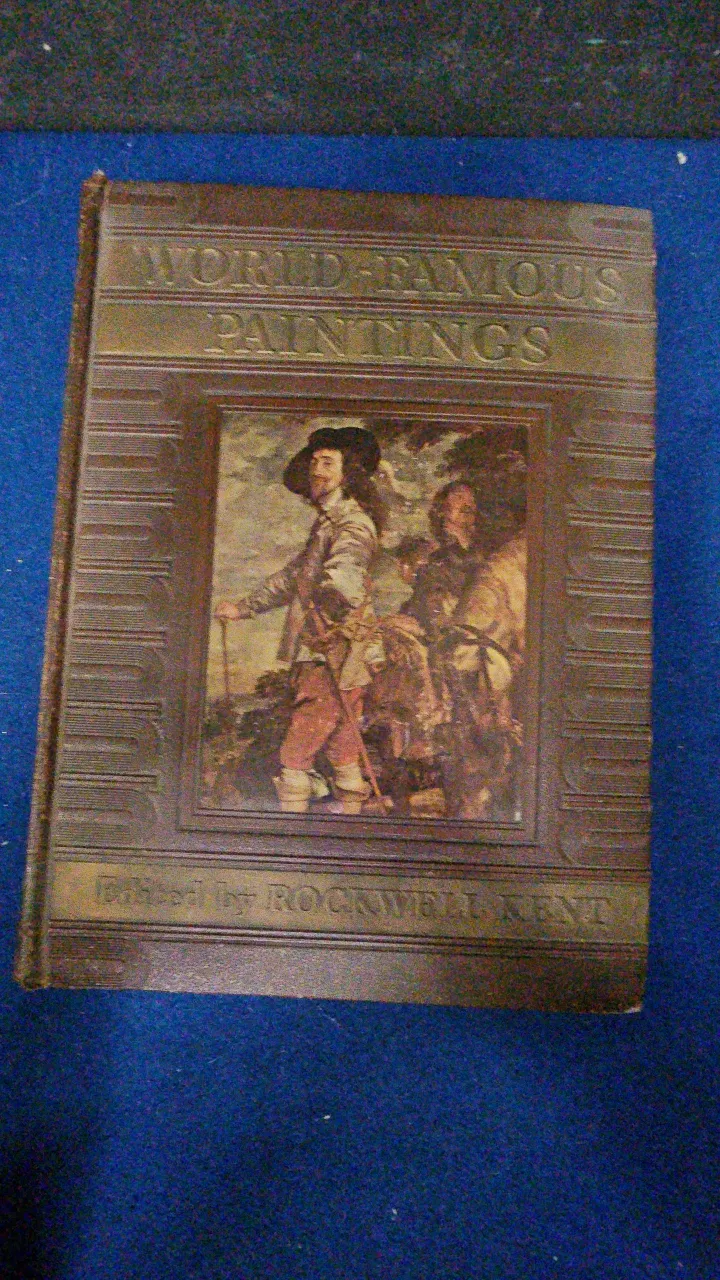 WORLD-FAMOUS
PAINTINGS
Edited by ROCKWELL KENT